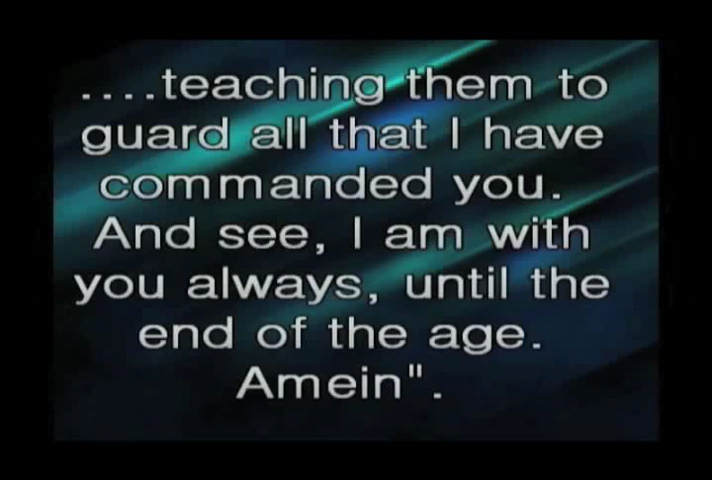 ....teaching them to
guard all that I have
commanded you.
And see, I am with
you always, until the
end of the age.
Amein".